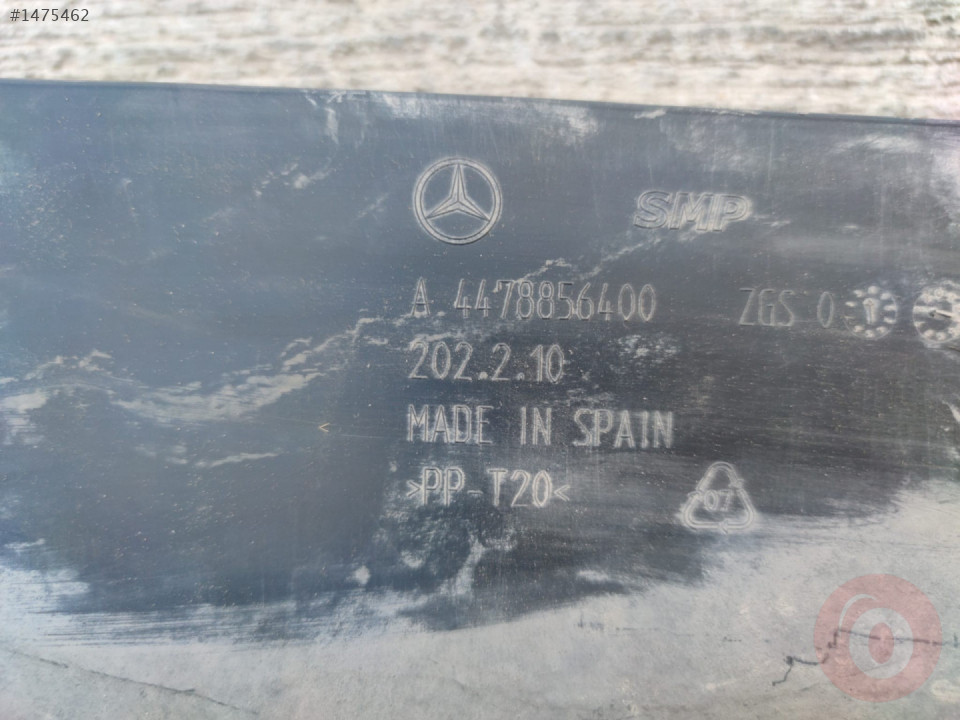 #1475462
SMP
A 4478856400 ZGS 0
202.2.10
MADE IN SPAIN
>PP-T20<
07